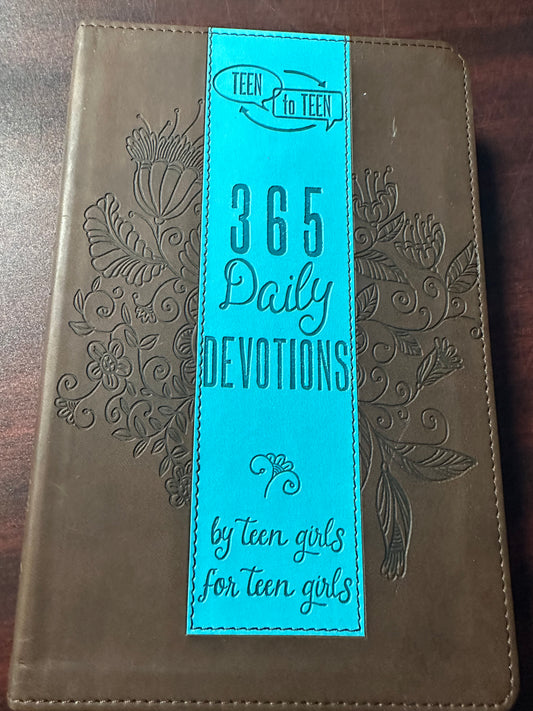 TEEN
to TEEN
365
Daily
DEVOTIONS
by teen girls
for teen girls